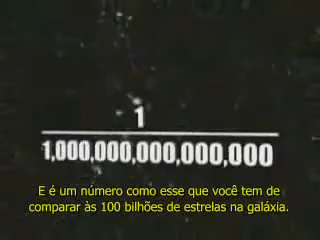 1
1,000,000,000,000,000
E é um número como esse que você tem de
comparar às 100 bilhões de estrelas na galáxia.